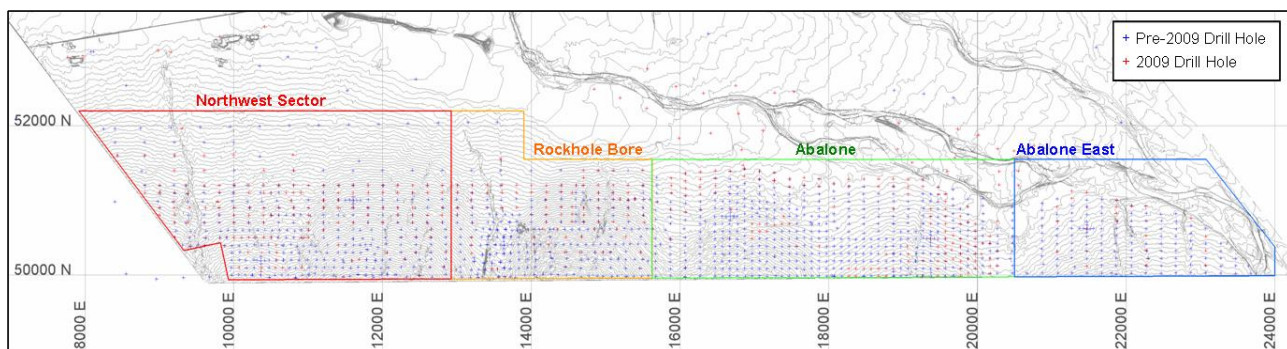 Pre-2009 Drill Hole
2009 Drill Hole
Northwest Sector
52000 N
Rockhole Bore
Abalone
Abalone East
50000 N
8000 E
10000 E
12000 E
14000 E
16000 E
18000 E
20000 E
22000 E
24000 E